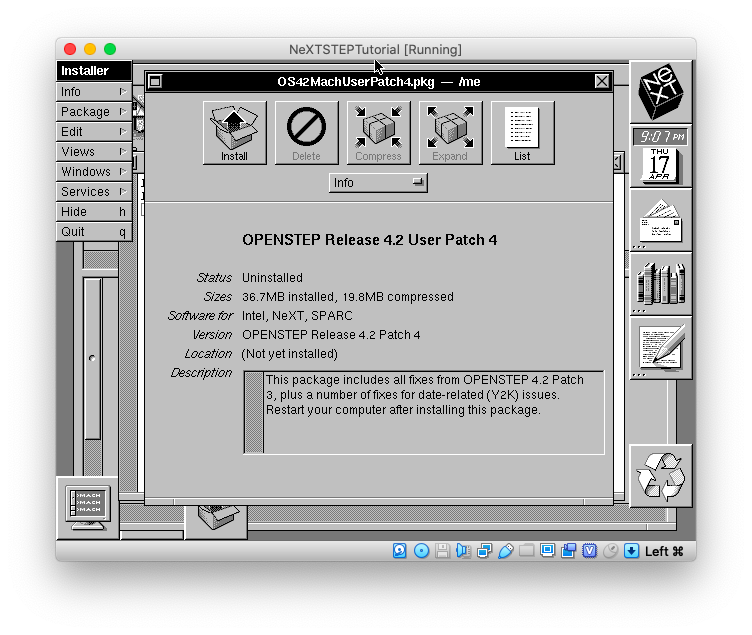 NeXTSTEPTutorial [Running]
Installer
Info
Package
Edit
Views
Windows
Services
Hide h
Quit q
OS42MachUserPatch4.pkg — /me
Install
Delete
Compress
Expand
List
Info
OPENSTEP Release 4.2 User Patch 4
Status Uninstalled
Sizes 36.7MB installed, 19.8MB compressed
Software for Intel, NeXT, SPARC
Version OPENSTEP Release 4.2 Patch 4
Location (Not yet installed)
Description This package includes all fixes from OPENSTEP 4.2 Patch
3, plus a number of fixes for date-related (Y2K) issues.
Restart your computer after installing this package.
NeXT
9:07 PM
THU
17
APR
MACH
MACH
MACH
Left ⌘